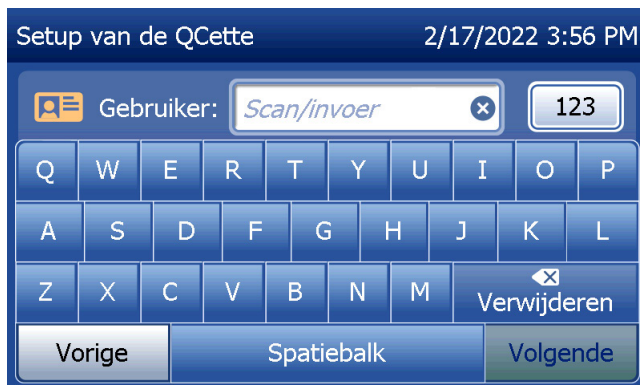 Setup van de QCette 2/17/2022 3:56 PM
Gebruiker: Scan/invoer 123
Q W E R T Y U I O P
A S D F G H J K L
Z X C V B N M Verwijderen
Vorige Spatiebalk Volgende